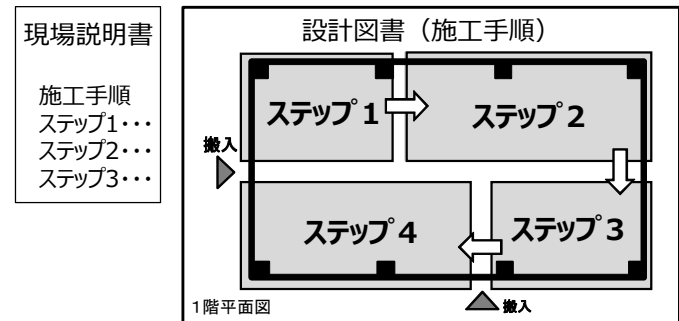 現場説明書
施工手順
ステップ1・・・
ステップ2・・・
ステップ3・・・
設計図書（施工手順）
ステップ1
ステップ2
搬入
ステップ4
ステップ3
1階平面図
搬入